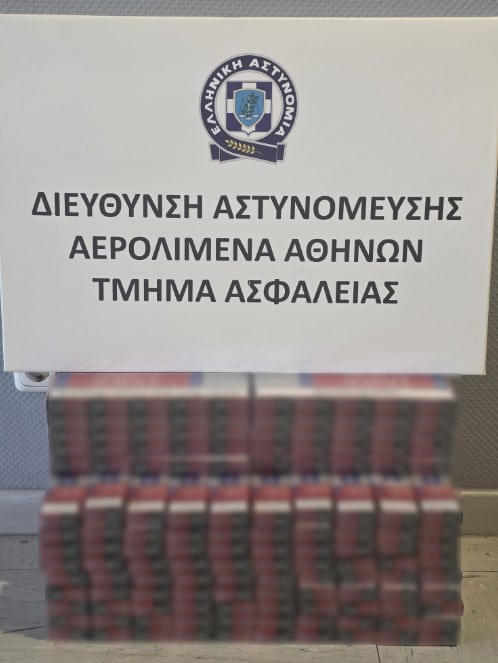 ΕΛΛΗΝΙΚΗ ΑΣΤΥΝΟΜΙΑ
ΔΙΕΥΘΥΝΣΗ ΑΣΤΥΝΟΜΕΥΣΗΣ
ΑΕΡΟΛΙΜΕΝΑ ΑΘΗΝΩΝ
ΤΜΗΜΑ ΑΣΦΑΛΕΙΑΣ